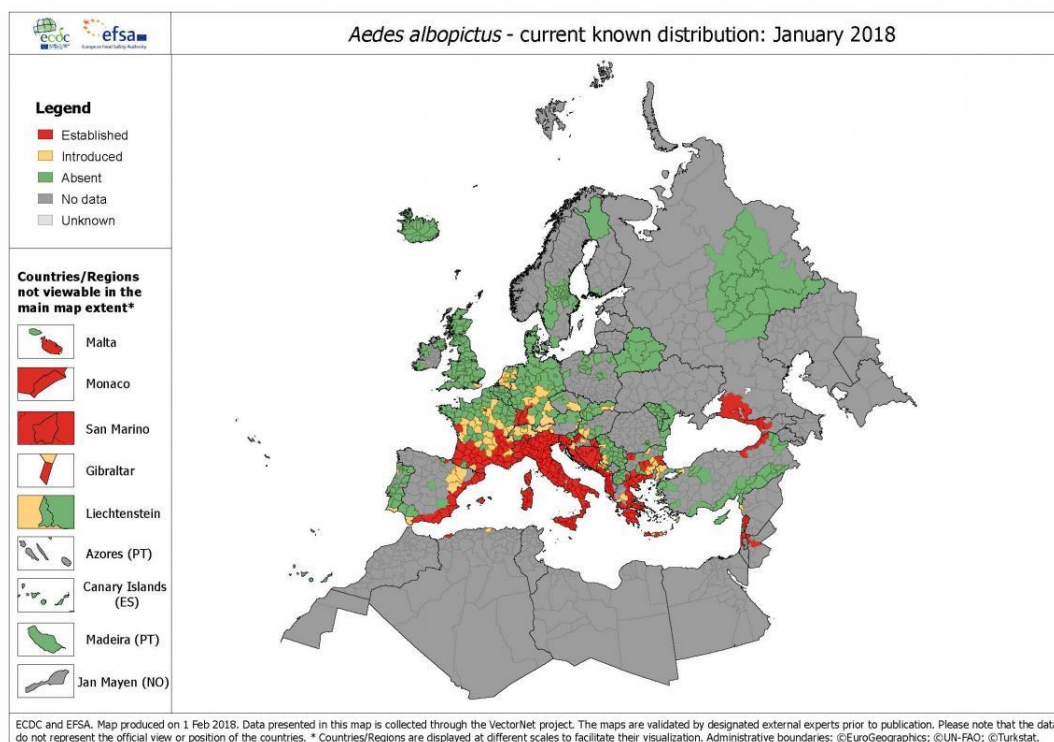 ecdc
efsa
European Food Safety Authority
Aedes albopictus - current known distribution: January 2018
Legend
Established
Introduced
Absent
No data
Unknown
Countries/Regions
not viewable in the
main map extent*
Malta
Monaco
San Marino
Gibraltar
Liechtenstein
Azores (PT)
Canary Islands
(ES)
Madeira (PT)
Jan Mayen (NO)
ECDC and EFSA. Map produced on 1 Feb 2018. Data presented in this map is collected through the VectorNet project. The maps are validated by designated external experts prior to publication. Please note that the data
do not represent the official view or position of the countries. * Countries/Regions are displayed at different scales to facilitate their visualization. Administrative boundaries: ©EuroGeographics; ©UN-FAO; ©Turkstat.